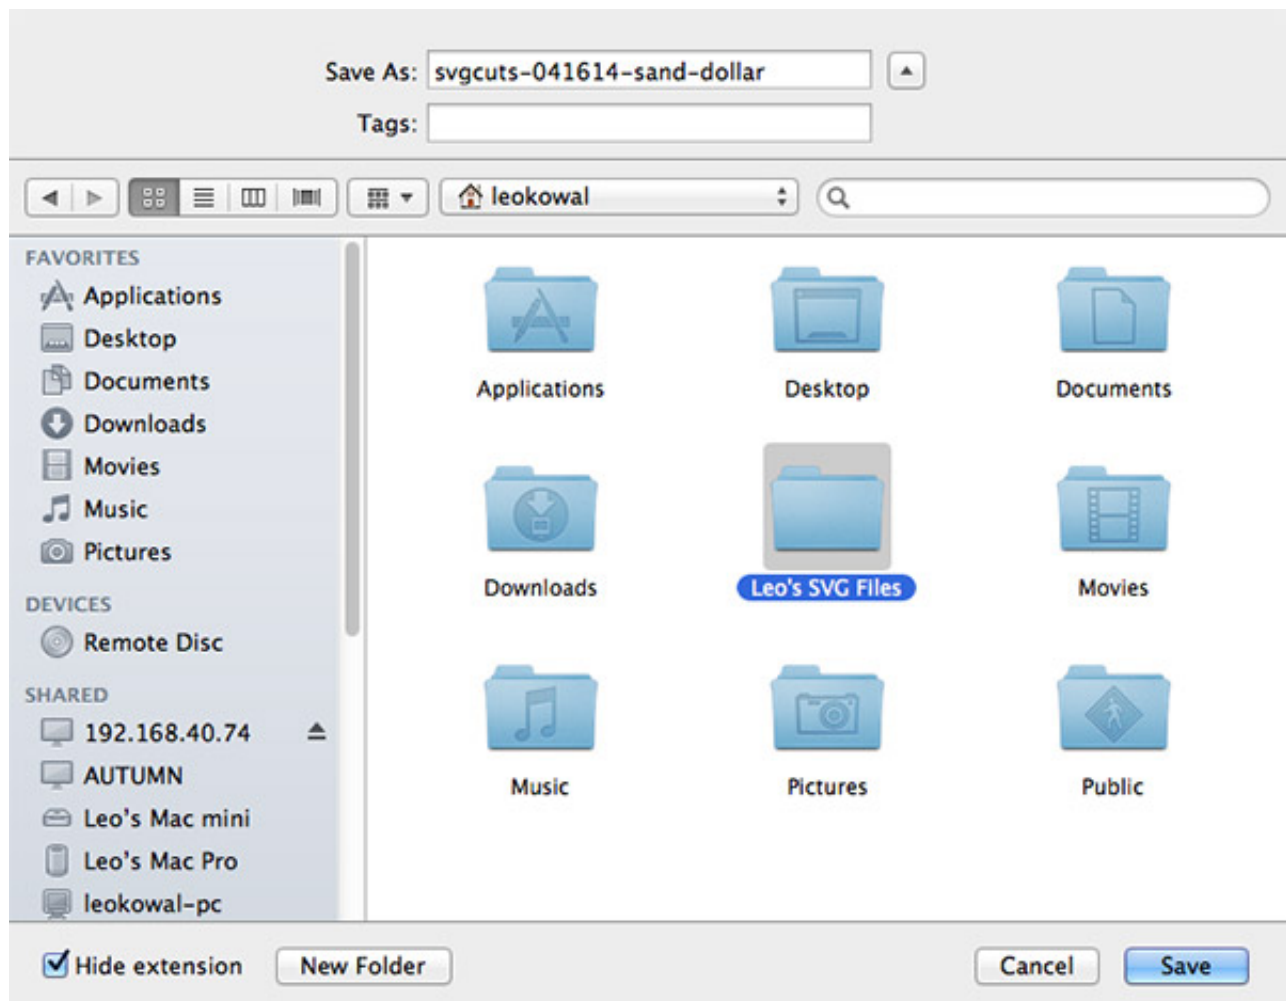 Save As: svgcuts-041614-sand-dollar
Tags:
leokowal
FAVORITES
Applications
Desktop
Documents
Downloads
Movies
Music
Pictures
DEVICES
Remote Disc
SHARED
192.168.40.74
AUTUMN
Leo's Mac mini
Leo's Mac Pro
leokowal-pc
Applications Desktop Documents
Downloads Leo's SVG Files Movies
Music Pictures Public
Hide extension New Folder Cancel Save